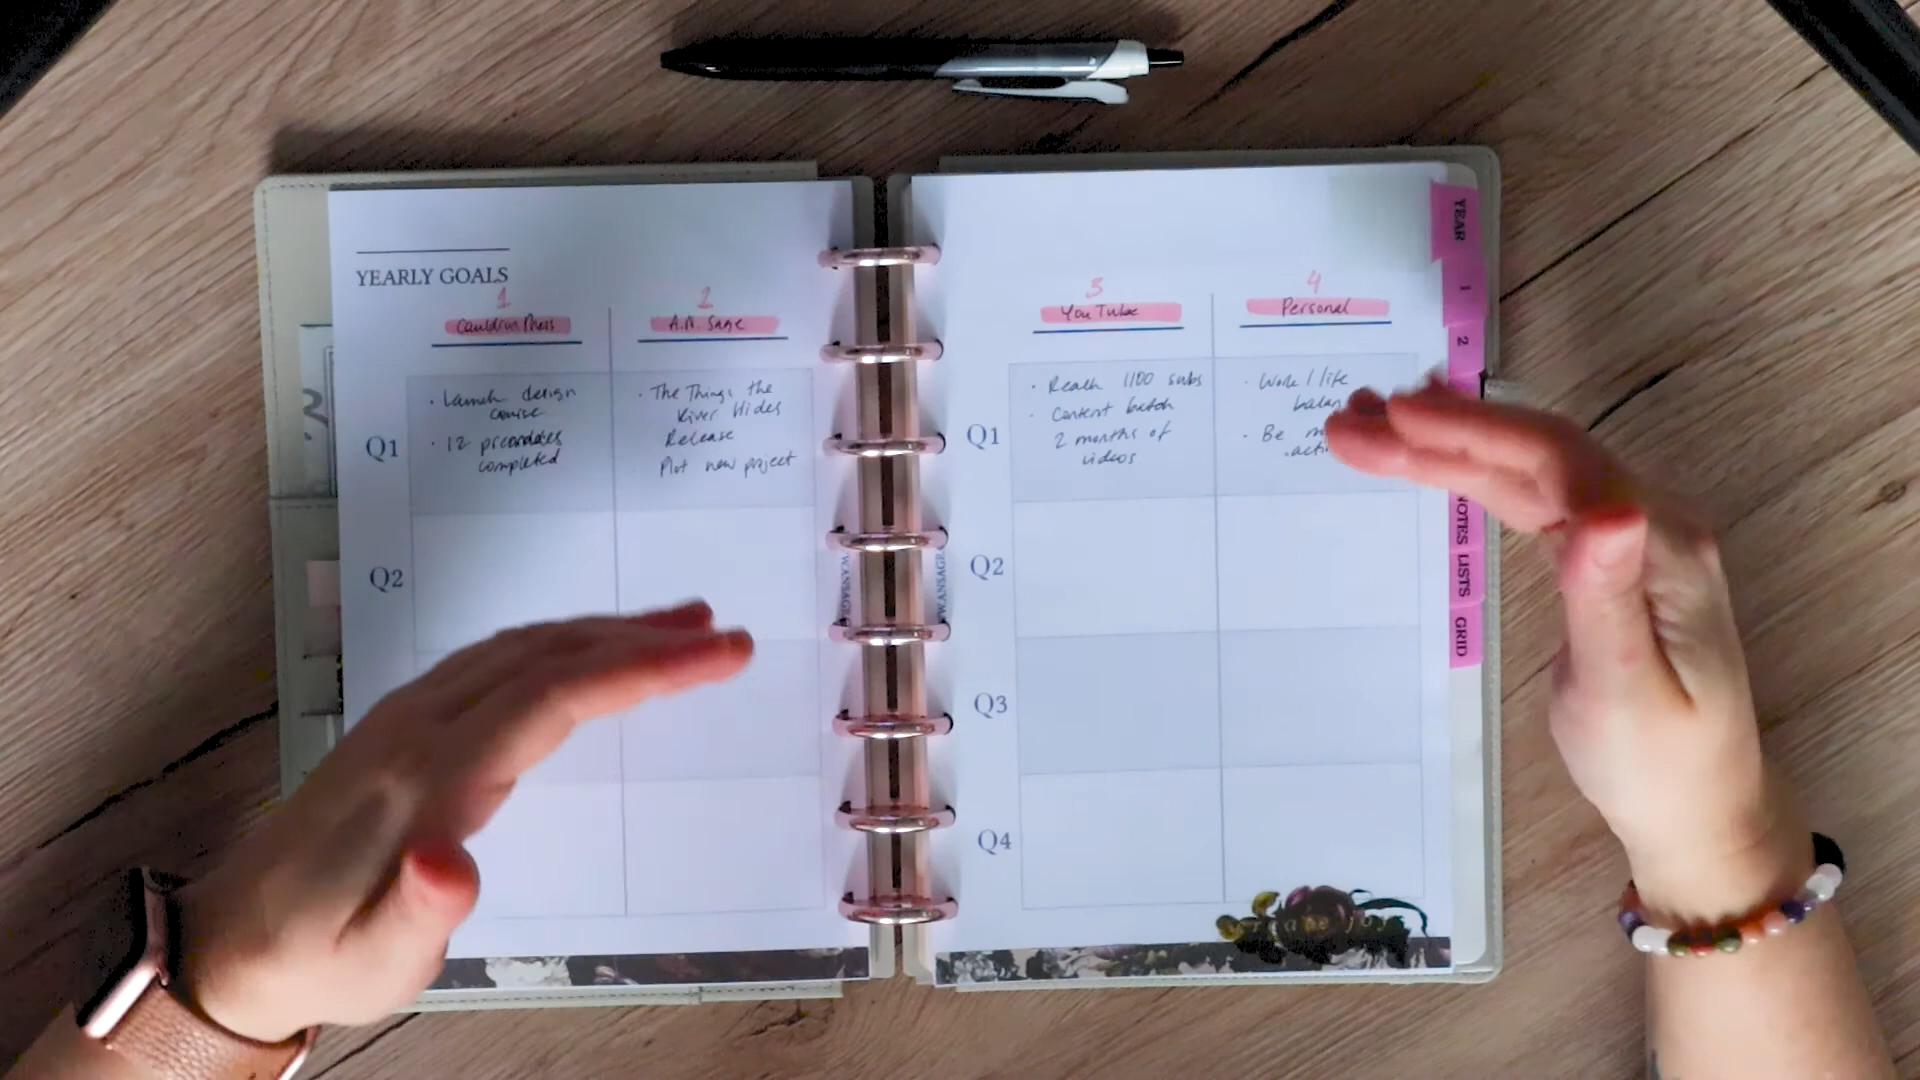 YEARLY GOALS
1
Cauldron Press
2
A.N. Sage
Q1
• Launch design
course
• 12 premades
completed
• The Things the
River Hides
Release
Plot new project
Q2
3
YouTube
4
Personal
Q1
• Reach 1100 subs
• Content batch
2 months of
videos
• Work / life
• Be
Q2
Q3
Q4
YEAR
1
2
NOTES
LISTS
GRID